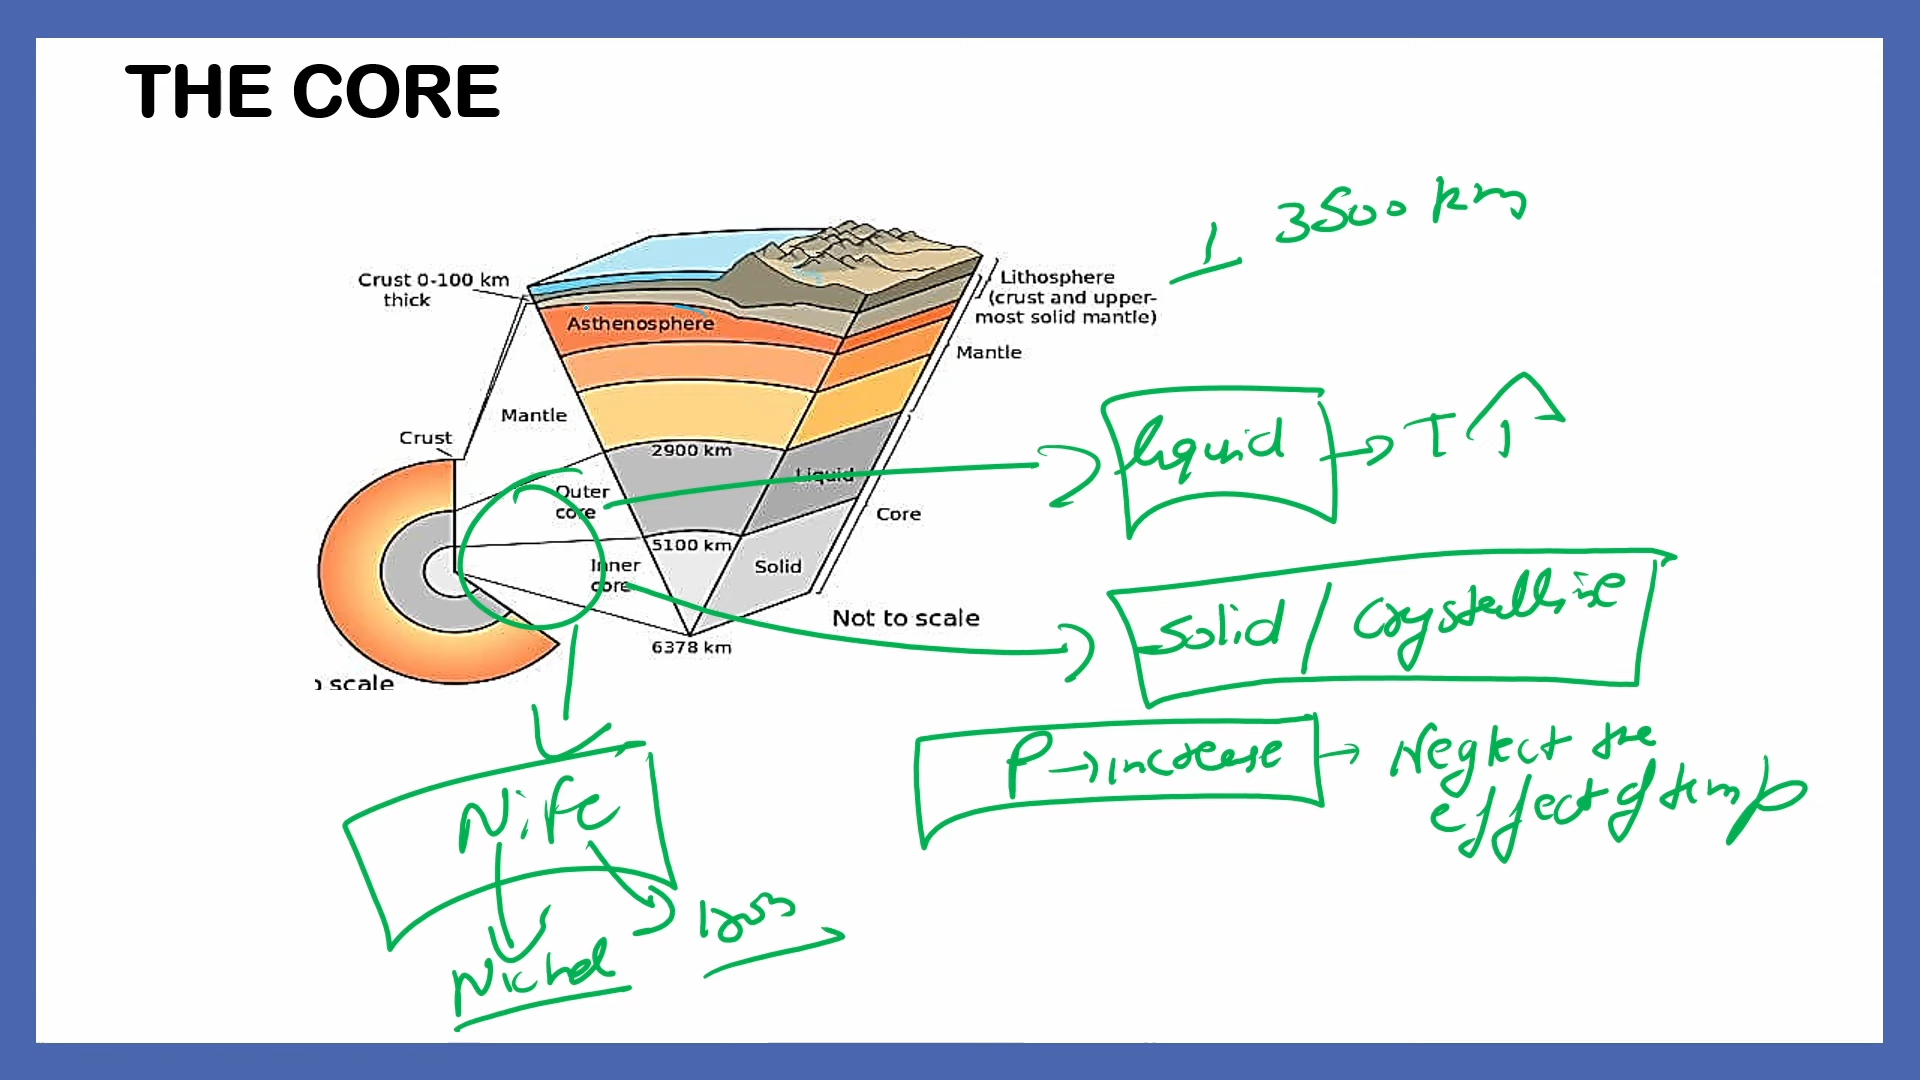 THE CORE
1 3500 km
Crust 0-100 km
thick
Lithosphere
(crust and upper-
most solid mantle)
Asthenosphere
Mantle
Mantle
Crust
liquid → T ↑
2900 km
Liquid
Outer
core
Core
5100 km
Inner
core
Solid
Solid / Crystalline
Not to scale
6378 km
o scale
P → increase → Neglect the
effect of temp
NiFe
Nickel
Iron